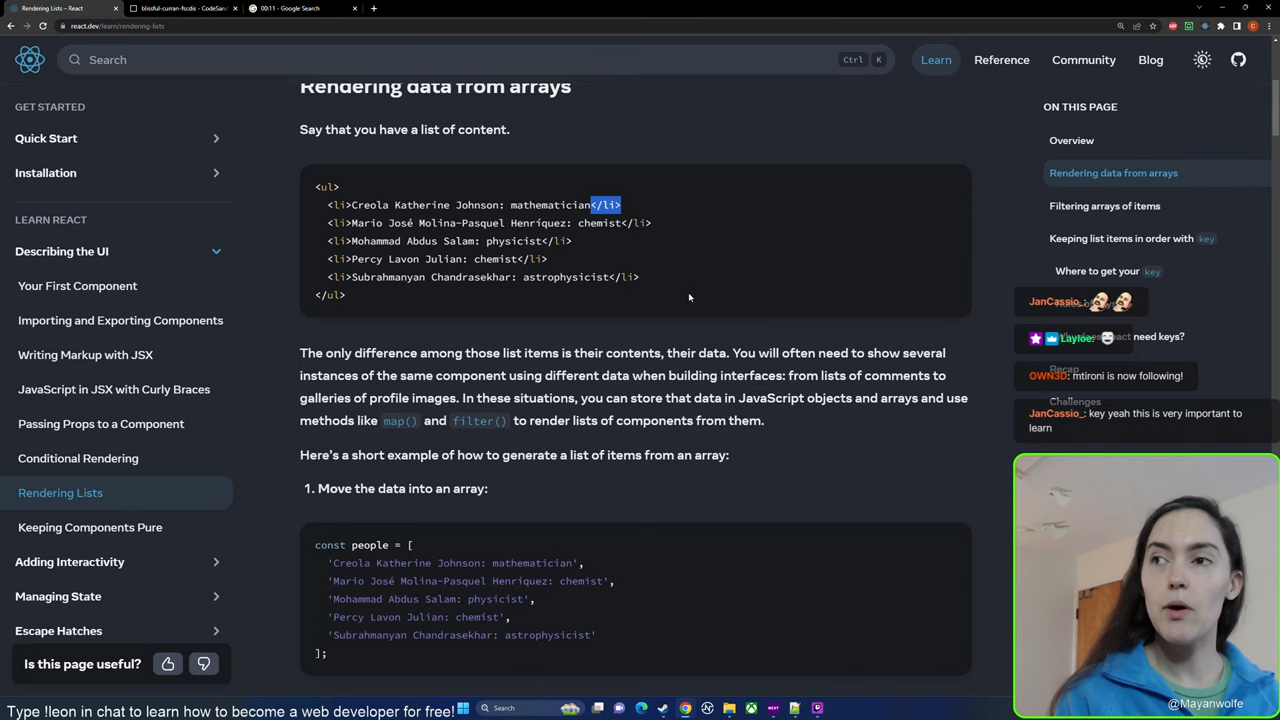 Rendering Lists – React
blissful-curran-fscdis - CodeSand
00:11 - Google Search
react.dev/learn/rendering-lists
Search
Ctrl K
Learn
Reference
Community
Blog
GET STARTED
Quick Start
Installation
LEARN REACT
Describing the UI
Your First Component
Importing and Exporting Components
Writing Markup with JSX
JavaScript in JSX with Curly Braces
Passing Props to a Component
Conditional Rendering
Rendering Lists
Keeping Components Pure
Adding Interactivity
Managing State
Escape Hatches
Is this page useful?
Rendering data from arrays
Say that you have a list of content.
<ul>
<li>Creola Katherine Johnson: mathematician</li>
<li>Mario José Molina-Pasquel Henríquez: chemist</li>
<li>Mohammad Abdus Salam: physicist</li>
<li>Percy Lavon Julian: chemist</li>
<li>Subrahmanyan Chandrasekhar: astrophysicist</li>
</ul>
The only difference among those list items is their contents, their data. You will often need to show several
instances of the same component using different data when building interfaces: from lists of comments to
galleries of profile images. In these situations, you can store that data in JavaScript objects and arrays and use
methods like map() and filter() to render lists of components from them.
Here's a short example of how to generate a list of items from an array:
1. Move the data into an array:
const people = [
'Creola Katherine Johnson: mathematician',
'Mario José Molina-Pasquel Henríquez: chemist',
'Mohammad Abdus Salam: physicist',
'Percy Lavon Julian: chemist',
'Subrahmanyan Chandrasekhar: astrophysicist'
];
ON THIS PAGE
Overview
Rendering data from arrays
Filtering arrays of items
Keeping list items in order with key
Where to get your key
JanCassio_:
need keys?
Layloe:
Recap
OWN3D: mtironi is now following!
Challenges
JanCassio_: key yeah this is very important to
learn
@Mayanwolfe
Type !leon in chat to learn how to become a web developer for free!
Search